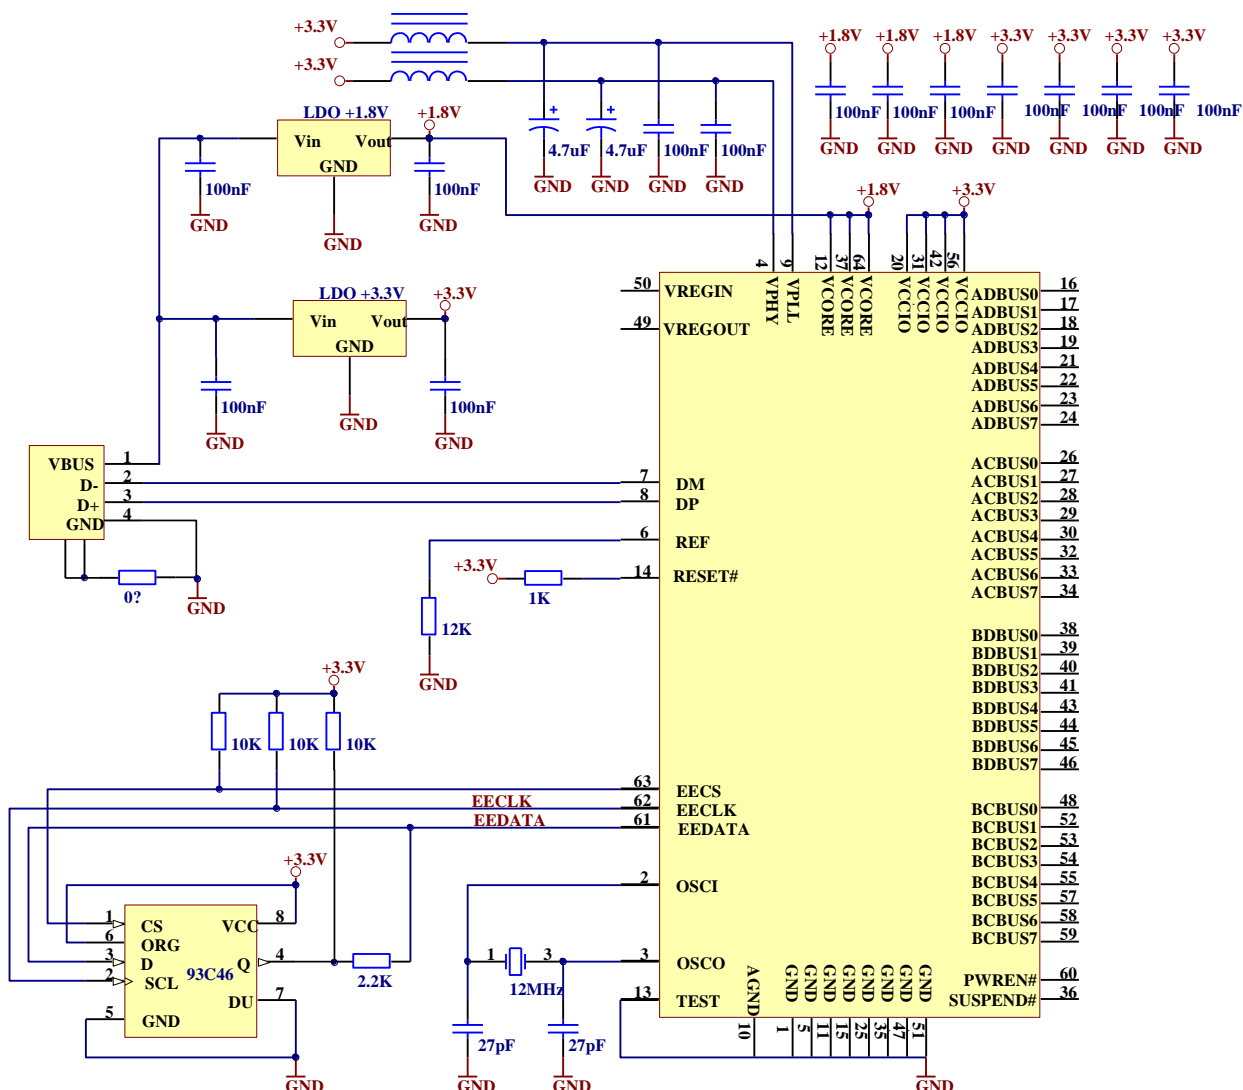 +3.3V
+3.3V
+1.8V +1.8V +1.8V +3.3V +3.3V +3.3V +3.3V
100nF 100nF 100nF 100nF 100nF 100nF 100nF
GND GND GND GND GND GND GND
4.7uF 4.7uF 100nF 100nF
GND GND GND GND
LDO +1.8V
+1.8V
Vin Vout
GND
100nF 100nF
GND GND
GND
LDO +3.3V
+3.3V
Vin Vout
GND
100nF 100nF
GND GND
GND
VBUS 1
D- 2
D+ 3
GND 4
0?
GND
+1.8V +3.3V
4 9 12 37 64 20 31 42 56
VPHY VPLL VCORE VCORE VCORE VCCIO VCCIO VCCIO VCCIO
50 VREGIN
49 VREGOUT
7 DM
8 DP
6 REF
14 RESET#
+3.3V
1K
12K
GND
+3.3V
10K 10K 10K
63 EECS
EECLK 62 EECLK
EEDATA 61 EEDATA
2 OSCI
3 OSCO
13 TEST
+3.3V
1 CS VCC 8
6 ORG
3 D 93C46 Q 4
2 SCL
DU 7
5 GND
2.2K
GND
1 3
12MHz
27pF 27pF
GND GND
AGND GND GND GND GND GND GND GND GND
10 1 5 11 15 25 35 47 51
GND
ADBUS0 16
ADBUS1 17
ADBUS2 18
ADBUS3 19
ADBUS4 21
ADBUS5 22
ADBUS6 23
ADBUS7 24
ACBUS0 26
ACBUS1 27
ACBUS2 28
ACBUS3 29
ACBUS4 30
ACBUS5 32
ACBUS6 33
ACBUS7 34
BDBUS0 38
BDBUS1 39
BDBUS2 40
BDBUS3 41
BDBUS4 43
BDBUS5 44
BDBUS6 45
BDBUS7 46
BCBUS0 48
BCBUS1 52
BCBUS2 53
BCBUS3 54
BCBUS4 55
BCBUS5 57
BCBUS6 58
BCBUS7 59
PWREN# 60
SUSPEND# 36